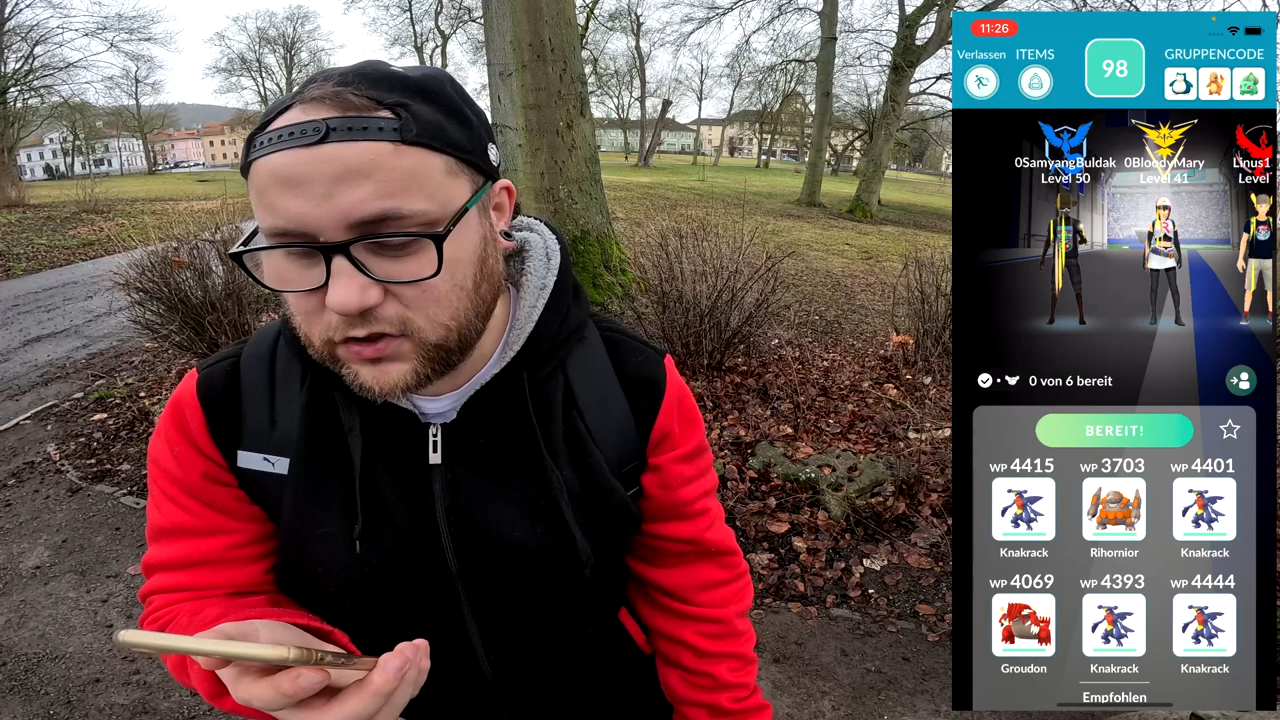 11:26
Verlassen
ITEMS
98
GRUPPENCODE
0SamyangBuldak
Level 50
0BloodyMary
Level 41
Linus1
Level
0 von 6 bereit
BEREIT!
WP 4415
WP 3703
WP 4401
Knakrack
Rihornior
Knakrack
WP 4069
WP 4393
WP 4444
Groudon
Knakrack
Knakrack
Empfohlen